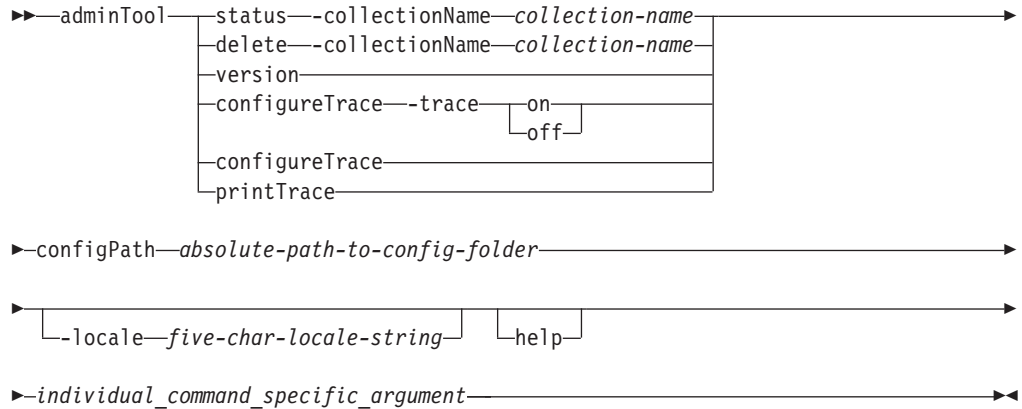 adminTool status -collectionName collection-name
delete -collectionName collection-name
version
configureTrace -trace on
off
configureTrace
printTrace
configPath absolute-path-to-config-folder
-locale five-char-locale-string help
individual_command_specific_argument